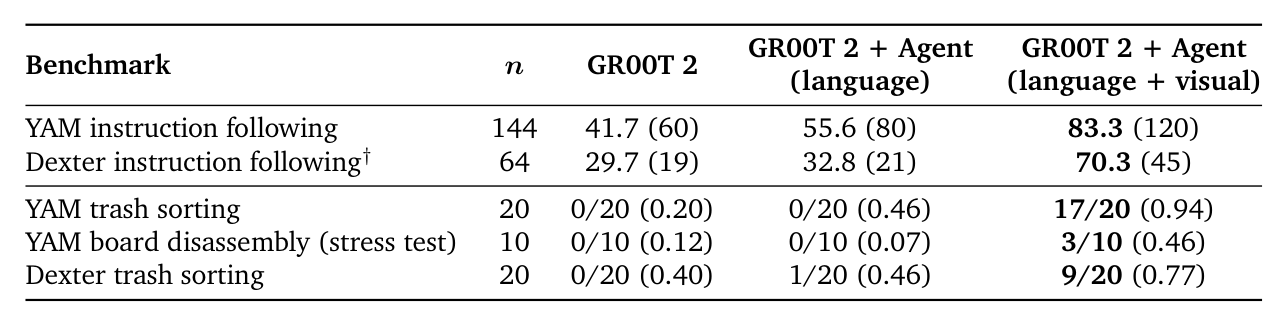 Benchmark n GR00T 2 GR00T 2 + Agent (language) GR00T 2 + Agent (language + visual)
YAM instruction following 144 41.7 (60) 55.6 (80) 83.3 (120)
Dexter instruction following† 64 29.7 (19) 32.8 (21) 70.3 (45)
YAM trash sorting 20 0/20 (0.20) 0/20 (0.46) 17/20 (0.94)
YAM board disassembly (stress test) 10 0/10 (0.12) 0/10 (0.07) 3/10 (0.46)
Dexter trash sorting 20 0/20 (0.40) 1/20 (0.46) 9/20 (0.77)